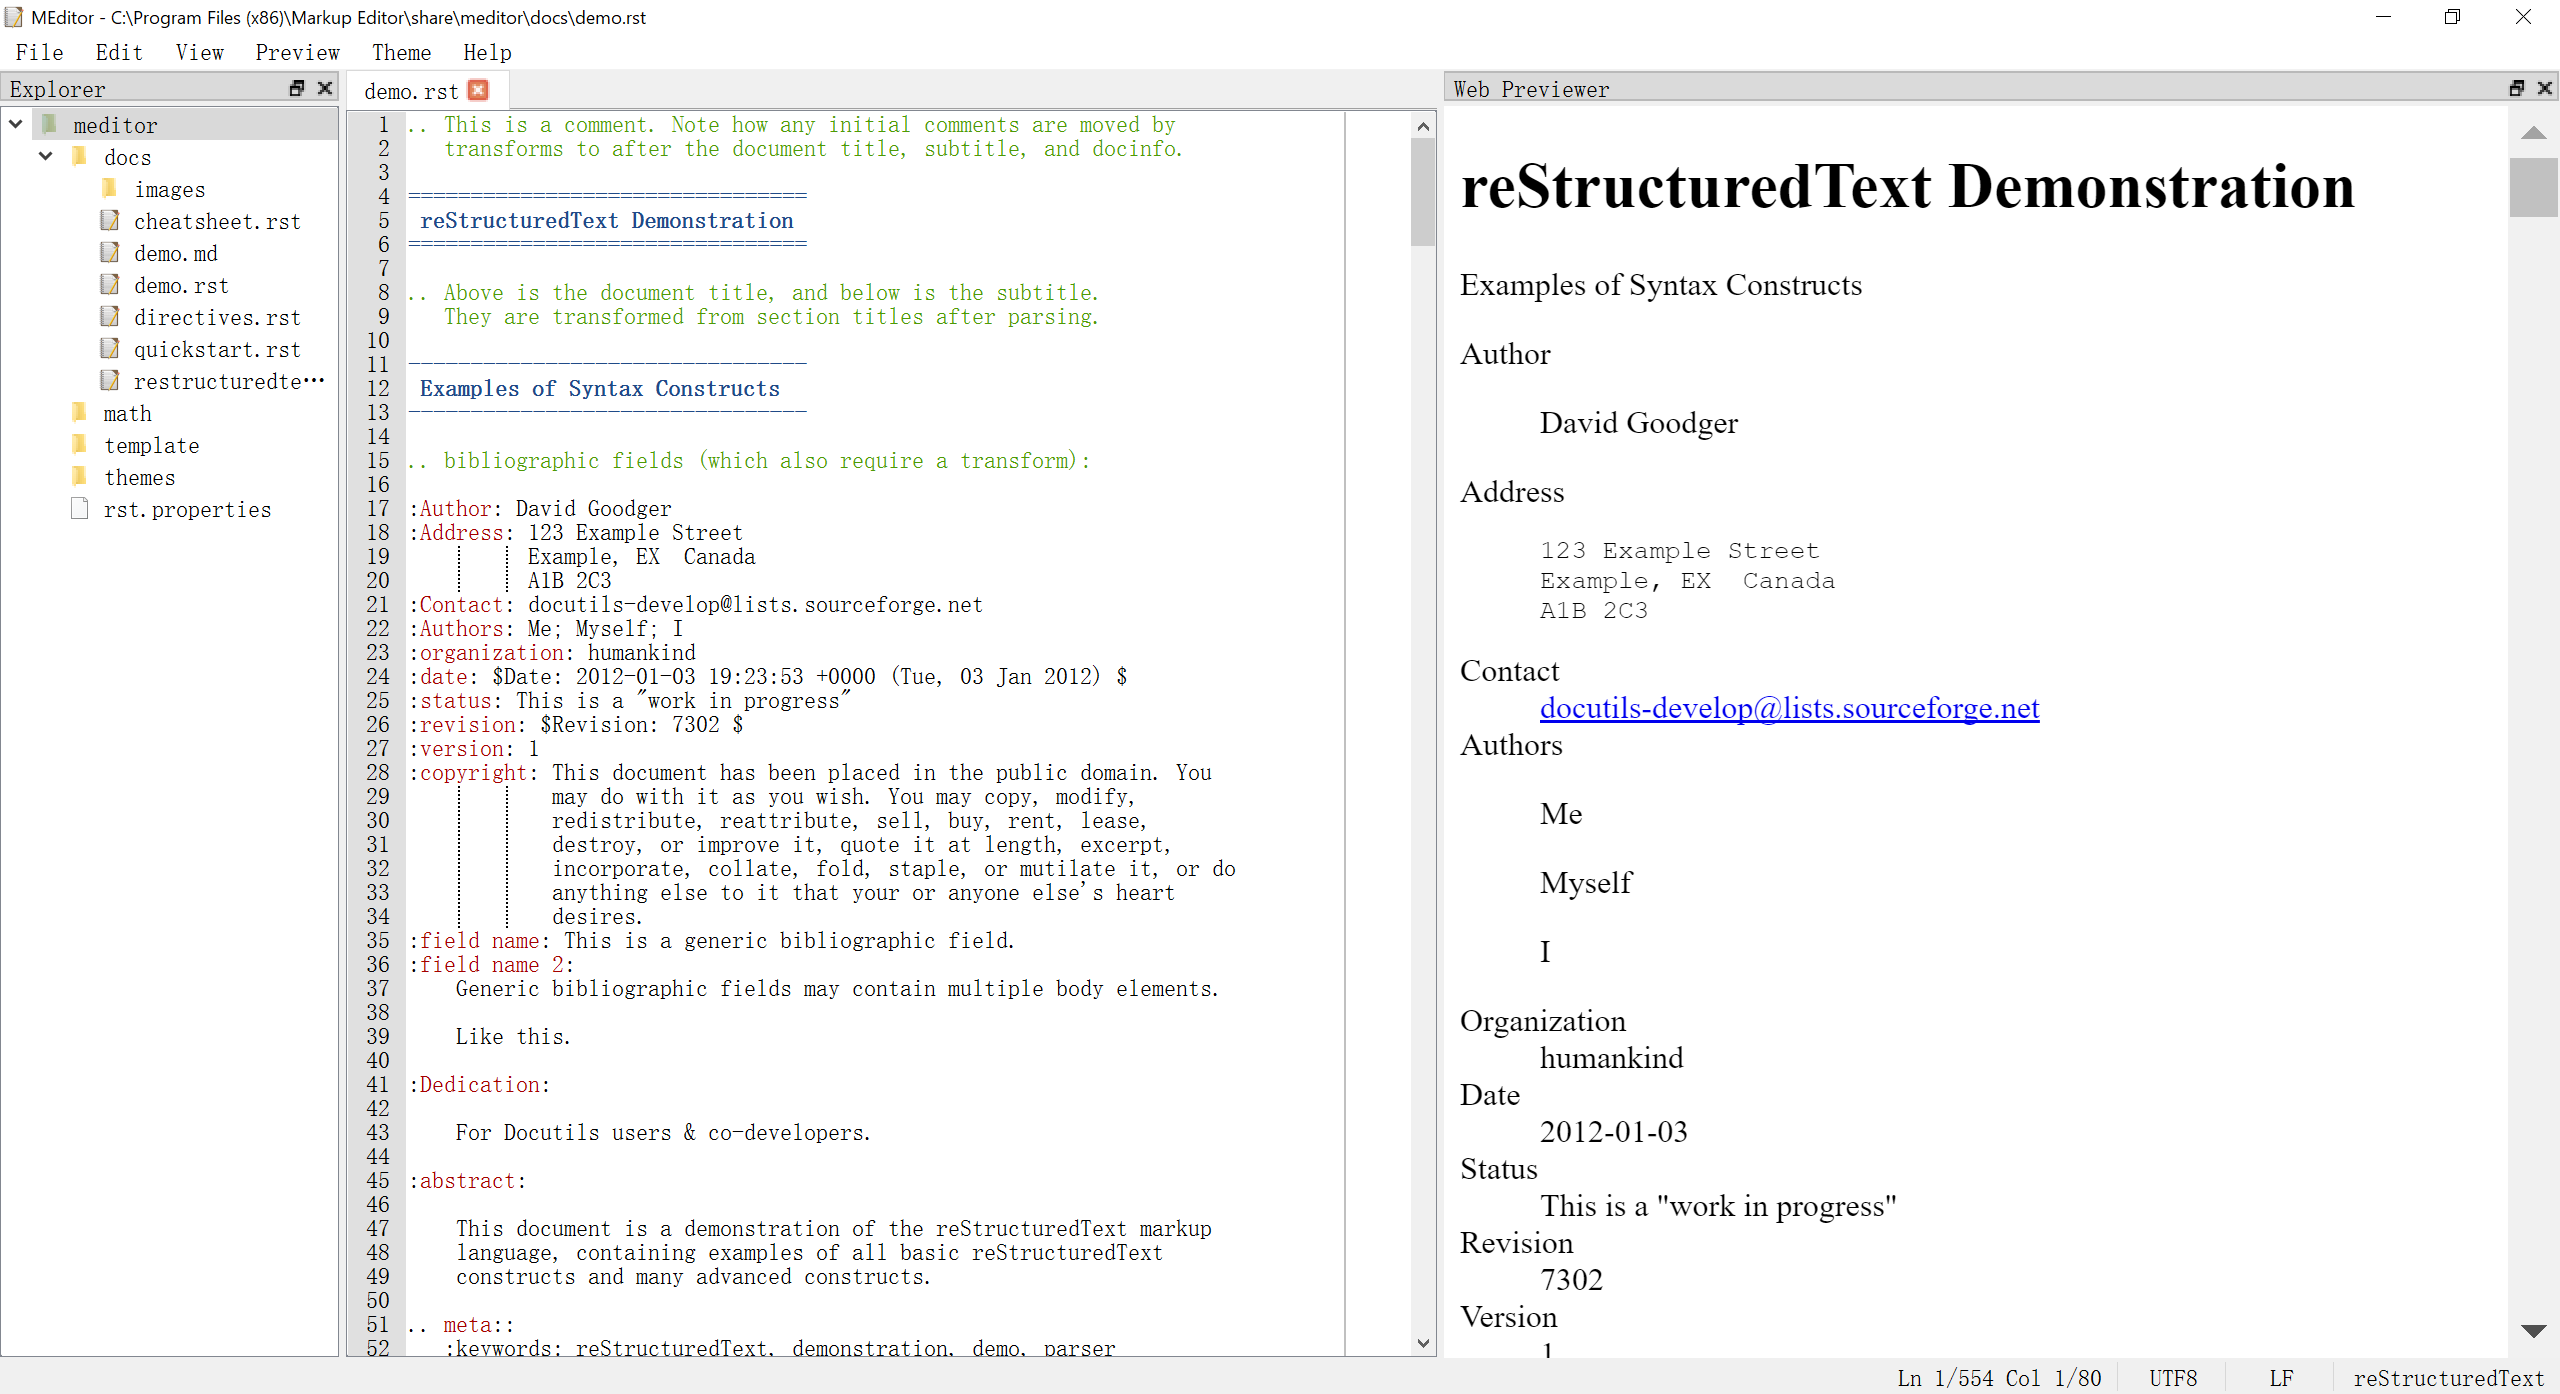 MEditor - C:\Program Files (x86)\Markup Editor\share\meditor\docs\demo.rst
File Edit View Preview Theme Help
Explorer
meditor
docs
images
cheatsheet.rst
demo.md
demo.rst
directives.rst
quickstart.rst
restructuredte…
math
template
themes
rst.properties
demo.rst
1 .. This is a comment. Note how any initial comments are moved by
2 transforms to after the document title, subtitle, and docinfo.
3
4 ================================
5 reStructuredText Demonstration
6 ================================
7
8 .. Above is the document title, and below is the subtitle.
9 They are transformed from section titles after parsing.
10
11 --------------------------------
12 Examples of Syntax Constructs
13 --------------------------------
14
15 .. bibliographic fields (which also require a transform):
16
17 :Author: David Goodger
18 :Address: 123 Example Street
19 Example, EX  Canada
20 A1B 2C3
21 :Contact: docutils-develop@lists.sourceforge.net
22 :Authors: Me; Myself; I
23 :organization: humankind
24 :date: $Date: 2012-01-03 19:23:53 +0000 (Tue, 03 Jan 2012) $
25 :status: This is a "work in progress"
26 :revision: $Revision: 7302 $
27 :version: 1
28 :copyright: This document has been placed in the public domain. You
29 may do with it as you wish. You may copy, modify,
30 redistribute, reattribute, sell, buy, rent, lease,
31 destroy, or improve it, quote it at length, excerpt,
32 incorporate, collate, fold, staple, or mutilate it, or do
33 anything else to it that your or anyone else's heart
34 desires.
35 :field name: This is a generic bibliographic field.
36 :field name 2:
37 Generic bibliographic fields may contain multiple body elements.
38
39 Like this.
40
41 :Dedication:
42
43 For Docutils users & co-developers.
44
45 :abstract:
46
47 This document is a demonstration of the reStructuredText markup
48 language, containing examples of all basic reStructuredText
49 constructs and many advanced constructs.
50
51 .. meta::
52 :keywords: reStructuredText, demonstration, demo, parser
Web Previewer
reStructuredText Demonstration
Examples of Syntax Constructs
Author
David Goodger
Address
123 Example Street
Example, EX  Canada
A1B 2C3
Contact
docutils-develop@lists.sourceforge.net
Authors
Me
Myself
I
Organization
humankind
Date
2012-01-03
Status
This is a "work in progress"
Revision
7302
Version
1
Ln 1/554 Col 1/80 UTF8 LF reStructuredText